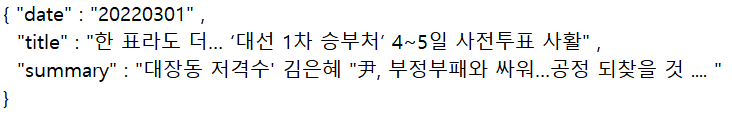 { "date" : "20220301" ,
"title" : "한 표라도 더... ‘대선 1차 승부처’ 4~5일 사전투표 사활" ,
"summary" : "대장동 저격수' 김은혜 "尹, 부정부패와 싸워...공정 되찾을 것 .... "
}